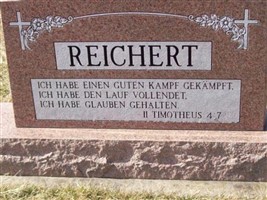 REICHERT
ICH HABE EINEN GUTEN KAMPF GEKÄMPFT,
ICH HABE DEN LAUF VOLLENDET,
ICH HABE GLAUBEN GEHALTEN.
II TIMOTHEUS 4 7